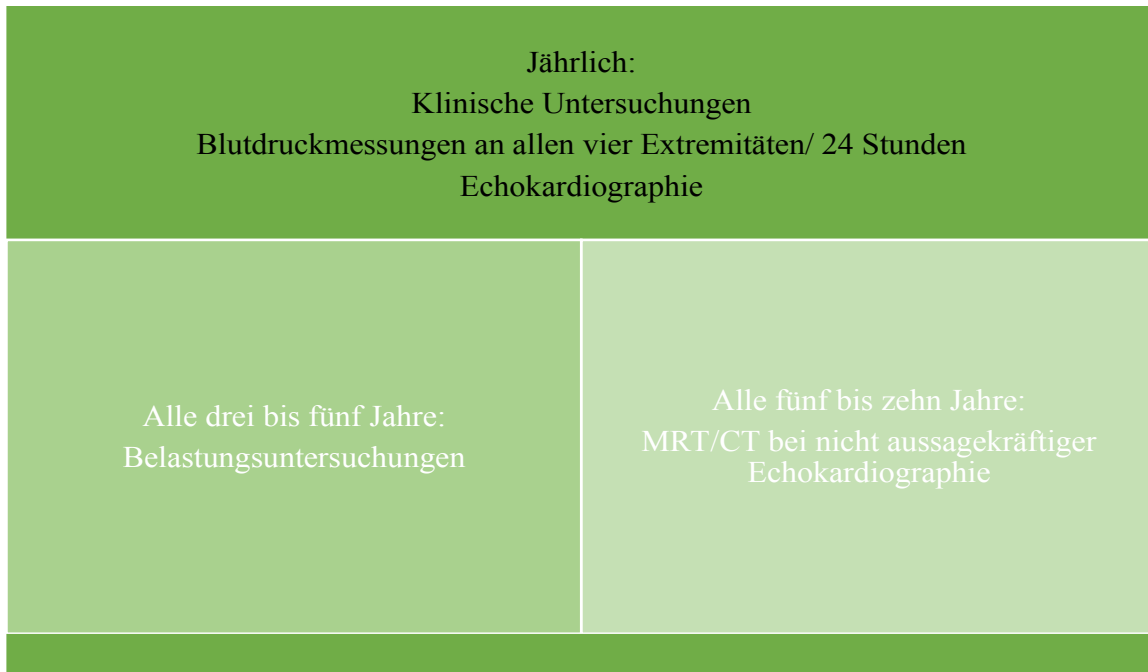 Jährlich:
Klinische Untersuchungen
Blutdruckmessungen an allen vier Extremitäten/ 24 Stunden
Echokardiographie
Alle drei bis fünf Jahre:
Belastungsuntersuchungen
Alle fünf bis zehn Jahre:
MRT/CT bei nicht aussagekräftiger
Echokardiographie